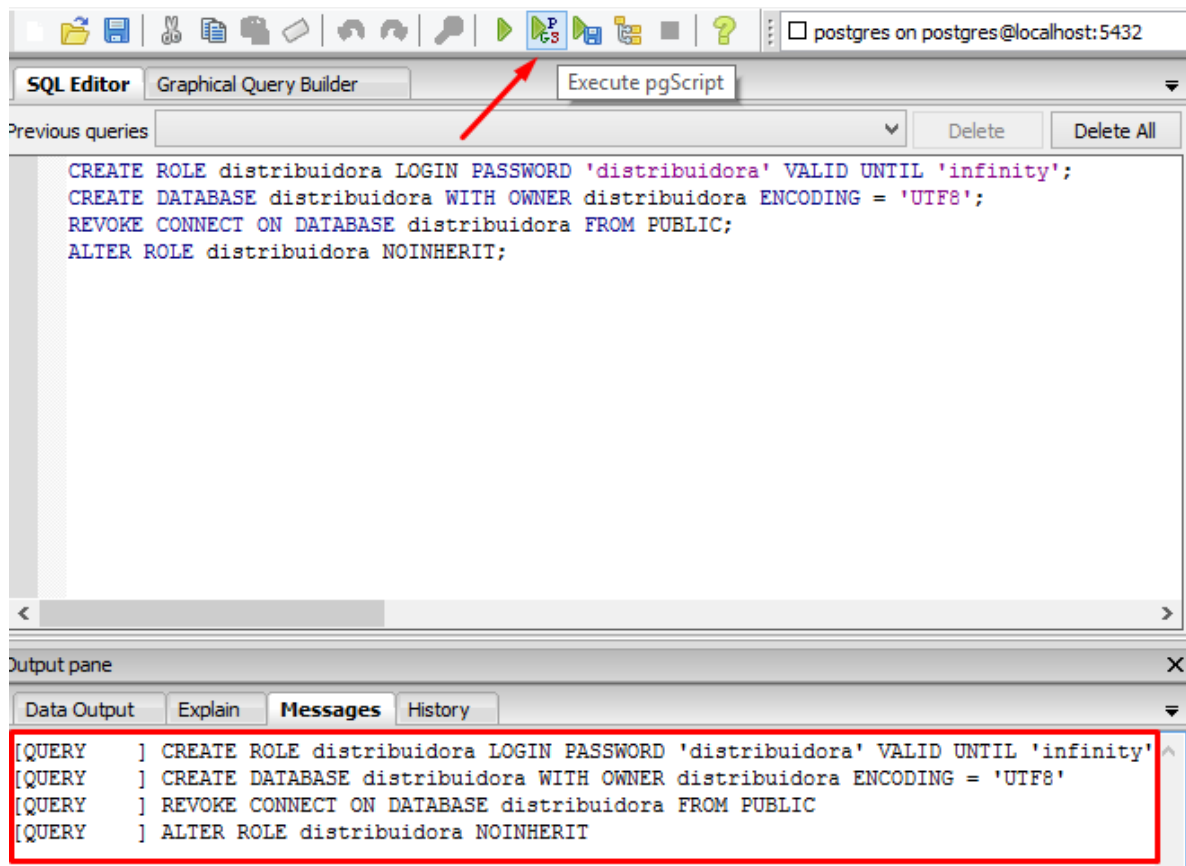 postgres on postgres@localhost:5432
SQL Editor Graphical Query Builder Execute pgScript
Previous queries Delete Delete All
CREATE ROLE distribuidora LOGIN PASSWORD 'distribuidora' VALID UNTIL 'infinity';
CREATE DATABASE distribuidora WITH OWNER distribuidora ENCODING = 'UTF8';
REVOKE CONNECT ON DATABASE distribuidora FROM PUBLIC;
ALTER ROLE distribuidora NOINHERIT;
Output pane
Data Output Explain Messages History
[QUERY    ] CREATE ROLE distribuidora LOGIN PASSWORD 'distribuidora' VALID UNTIL 'infinity'
[QUERY    ] CREATE DATABASE distribuidora WITH OWNER distribuidora ENCODING = 'UTF8'
[QUERY    ] REVOKE CONNECT ON DATABASE distribuidora FROM PUBLIC
[QUERY    ] ALTER ROLE distribuidora NOINHERIT